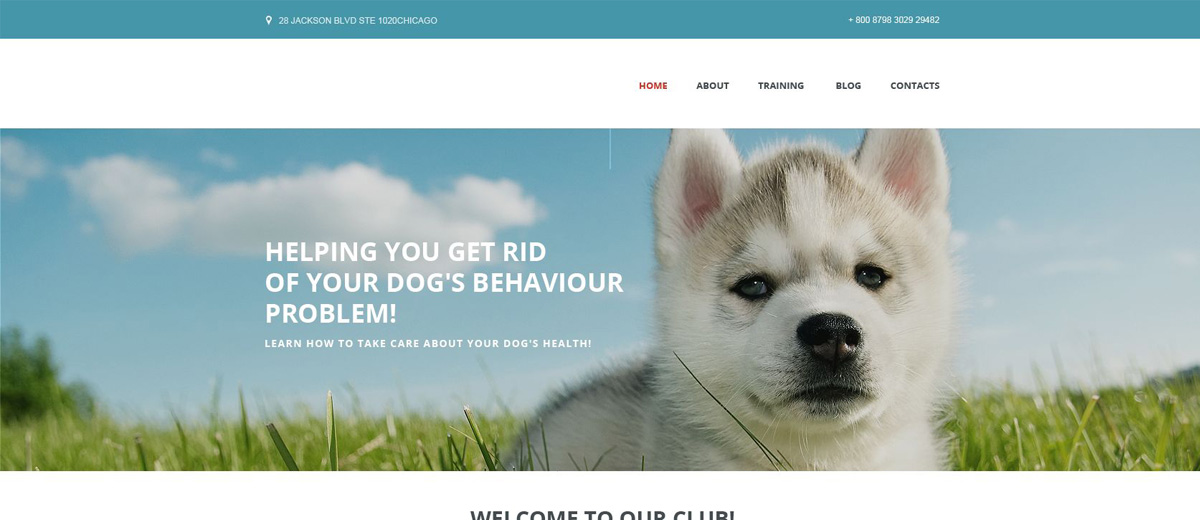 28 JACKSON BLVD STE 1020CHICAGO
+ 800 8798 3029 29482
HOME ABOUT TRAINING BLOG CONTACTS
HELPING YOU GET RID
OF YOUR DOG'S BEHAVIOUR
PROBLEM!
LEARN HOW TO TAKE CARE ABOUT YOUR DOG'S HEALTH!
WELCOME TO OUR CLUB!